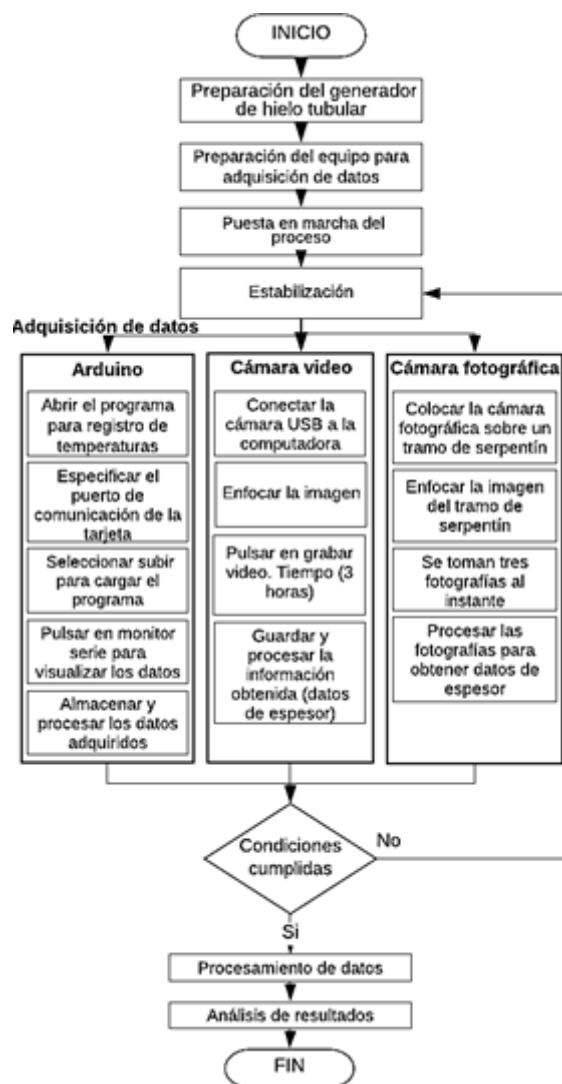 INICIO
Preparación del generador
de hielo tubular
Preparación del equipo para
adquisición de datos
Puesta en marcha del
proceso
Estabilización
Adquisición de datos
Arduino
Abrir el programa
para registro de
temperaturas
Especificar el
puerto de
comunicación de la
tarjeta
Seleccionar subir
para cargar el
programa
Pulsar en monitor
serie para
visualizar los datos
Almacenar y
procesar los datos
adquiridos
Cámara video
Conectar la
cámara USB a la
computadora
Enfocar la imagen
Pulsar en grabar
video. Tiempo (3
horas)
Guardar y
procesar la
información
obtenida (datos
de espesor)
Cámara fotográfica
Colocar la cámara
fotográfica sobre un
tramo de serpentín
Enfocar la imagen
del tramo de
serpentín
Se toman tres
fotografías al
instante
Procesar las
fotografías para
obtener datos de
espesor
Condiciones
cumplidas
No
Si
Procesamiento de datos
Análisis de resultados
FIN